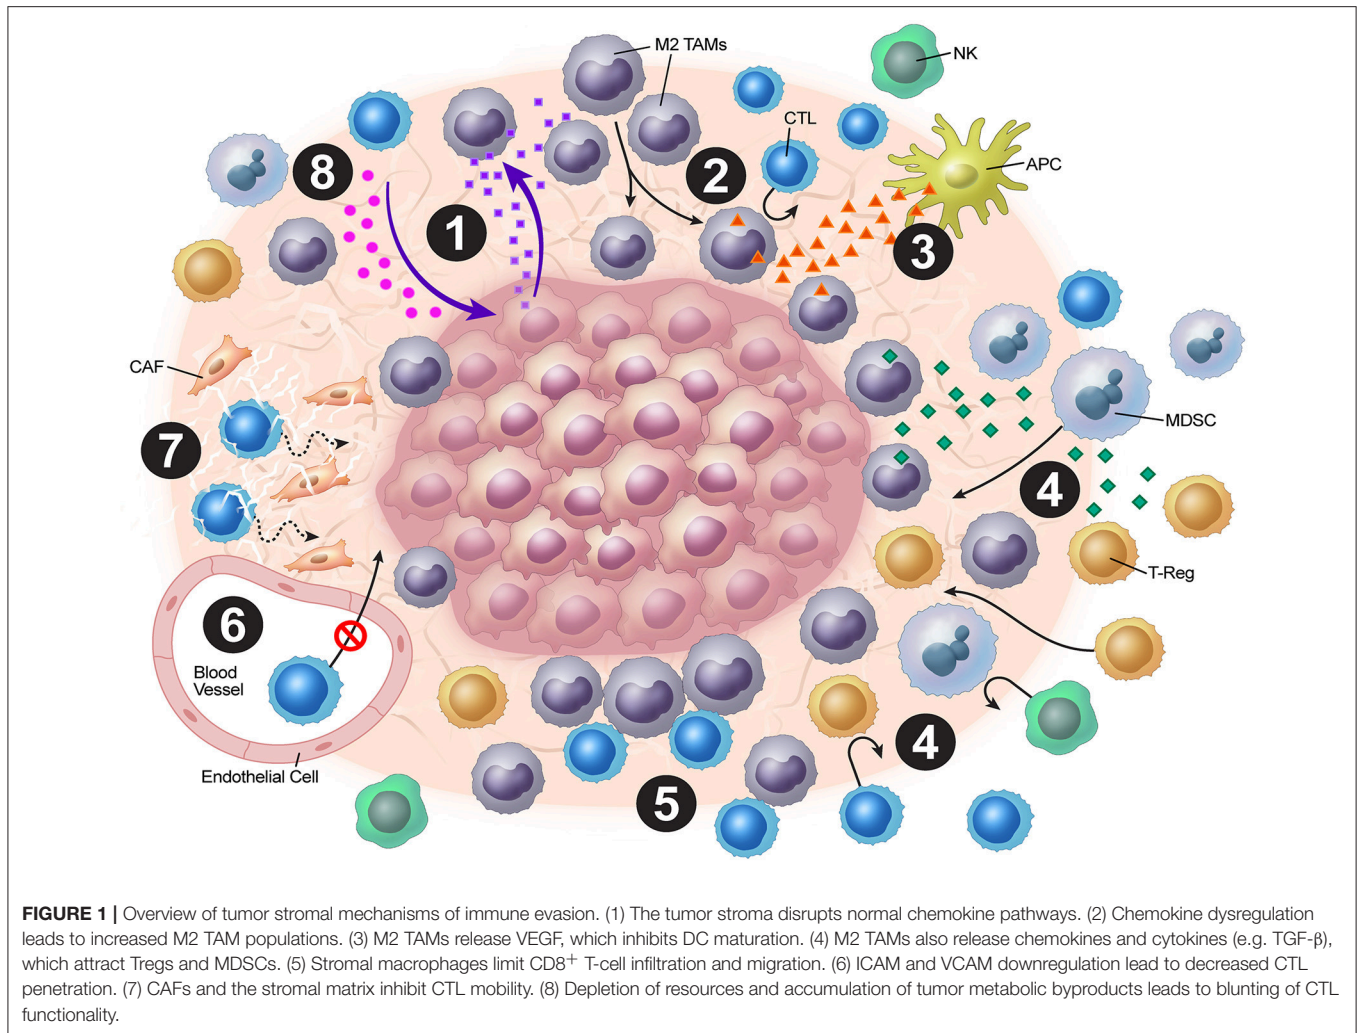 M2 TAMs
NK
CTL
APC
8
2
1
3
CAF
MDSC
7
4
T-Reg
6
Blood
Vessel
4
Endothelial Cell
5
FIGURE 1 | Overview of tumor stromal mechanisms of immune evasion. (1) The tumor stroma disrupts normal chemokine pathways. (2) Chemokine dysregulation
leads to increased M2 TAM populations. (3) M2 TAMs release VEGF, which inhibits DC maturation. (4) M2 TAMs also release chemokines and cytokines (e.g. TGF-β),
which attract Tregs and MDSCs. (5) Stromal macrophages limit CD8⁺ T-cell infiltration and migration. (6) ICAM and VCAM downregulation lead to decreased CTL
penetration. (7) CAFs and the stromal matrix inhibit CTL mobility. (8) Depletion of resources and accumulation of tumor metabolic byproducts leads to blunting of CTL
functionality.